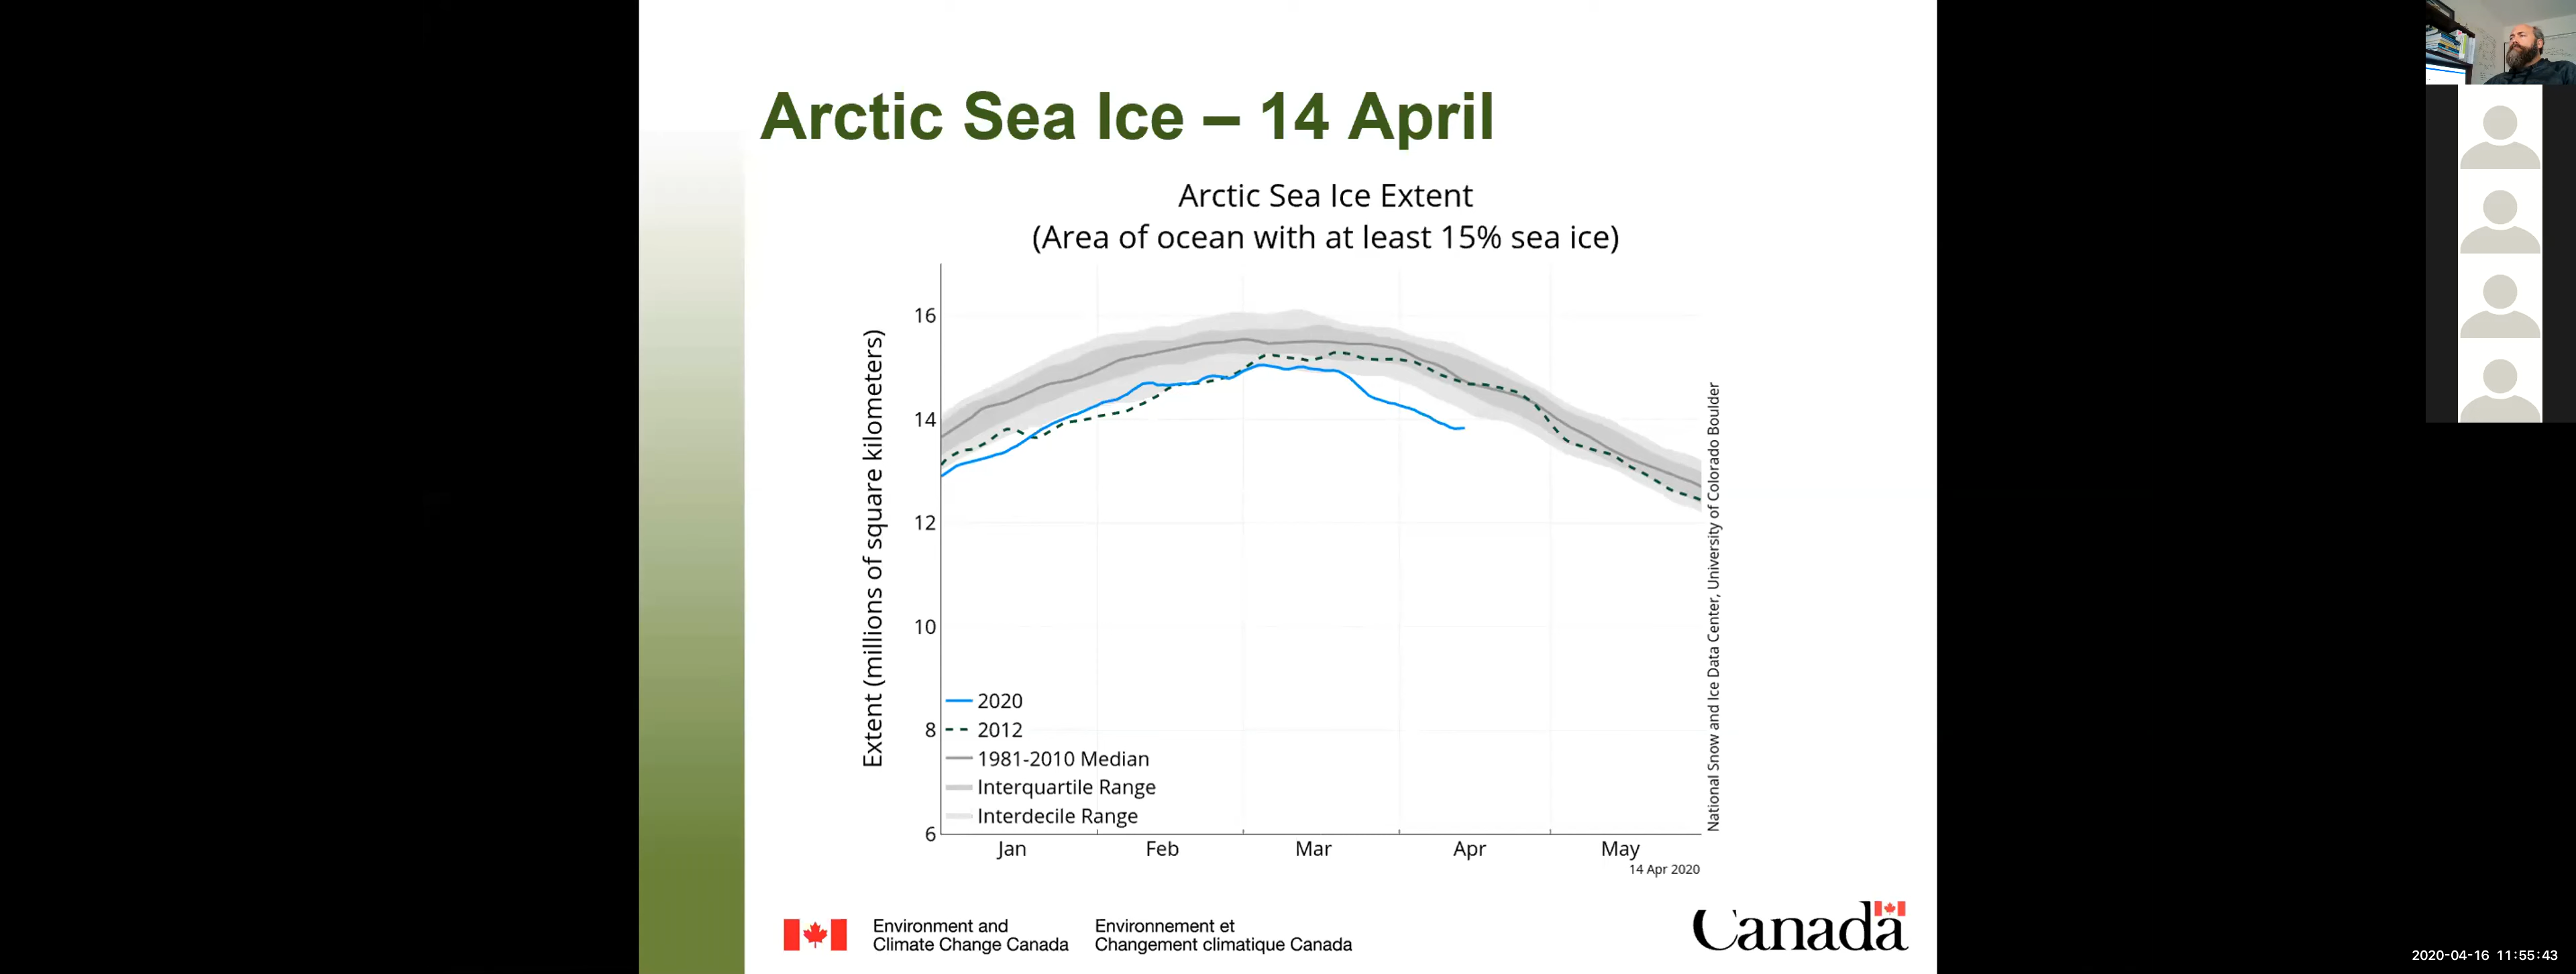 Arctic Sea Ice – 14 April
Arctic Sea Ice Extent
(Area of ocean with at least 15% sea ice)
Extent (millions of square kilometers)
16
14
12
10
8
6
2020
2012
1981-2010 Median
Interquartile Range
Interdecile Range
Jan
Feb
Mar
Apr
May
14 Apr 2020
National Snow and Ice Data Center, University of Colorado Boulder
Environment and
Climate Change Canada
Environnement et
Changement climatique Canada
Canada
2020-04-16 11:55:43